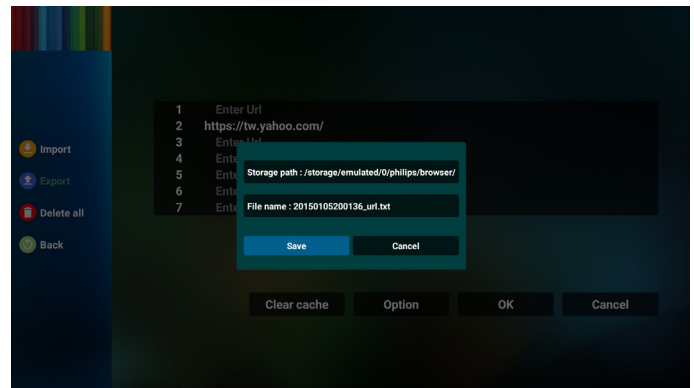 Import
Export
Delete all
Back
1 Enter Url
2 https://tw.yahoo.com/
3 Enter Url
4 Ente
5 Ente
6 Ente
7 Ente
Storage path : /storage/emulated/0/philips/browser/
File name : 20150105200136_url.txt
Save Cancel
Clear cache Option OK Cancel